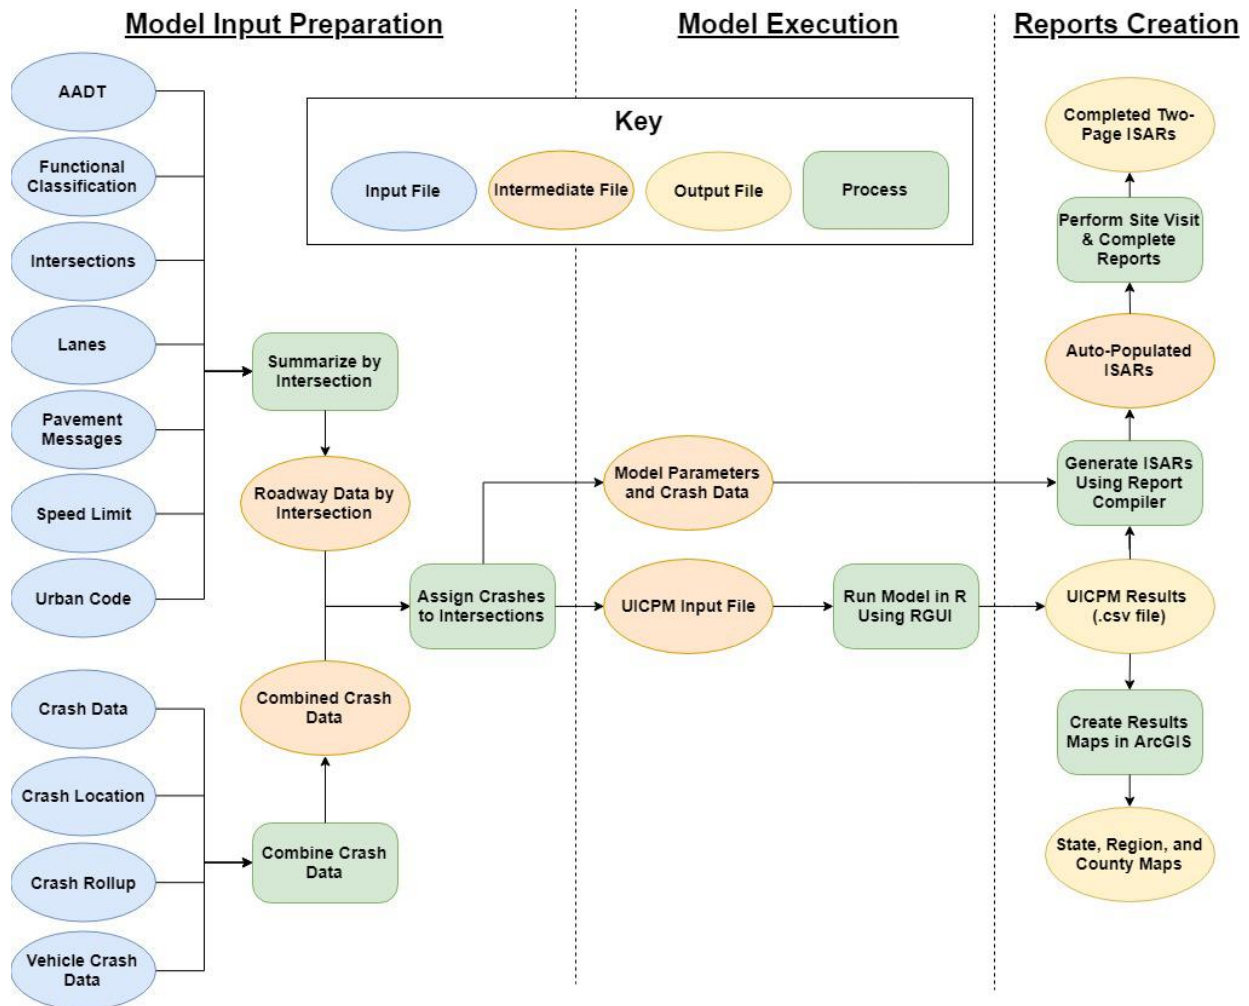 Model Input Preparation
Model Execution
Reports Creation
Key
Input File
Intermediate File
Output File
Process
AADT
Functional
Classification
Intersections
Lanes
Pavement
Messages
Speed Limit
Urban Code
Summarize by
Intersection
Roadway Data by
Intersection
Crash Data
Crash Location
Crash Rollup
Vehicle Crash
Data
Combine Crash
Data
Combined Crash
Data
Assign Crashes
to Intersections
Model Parameters
and Crash Data
UICPM Input File
Run Model in R
Using RGUI
Completed Two-
Page ISARs
Perform Site Visit
& Complete
Reports
Auto-Populated
ISARs
Generate ISARs
Using Report
Compiler
UICPM Results
(.csv file)
Create Results
Maps in ArcGIS
State, Region, and
County Maps